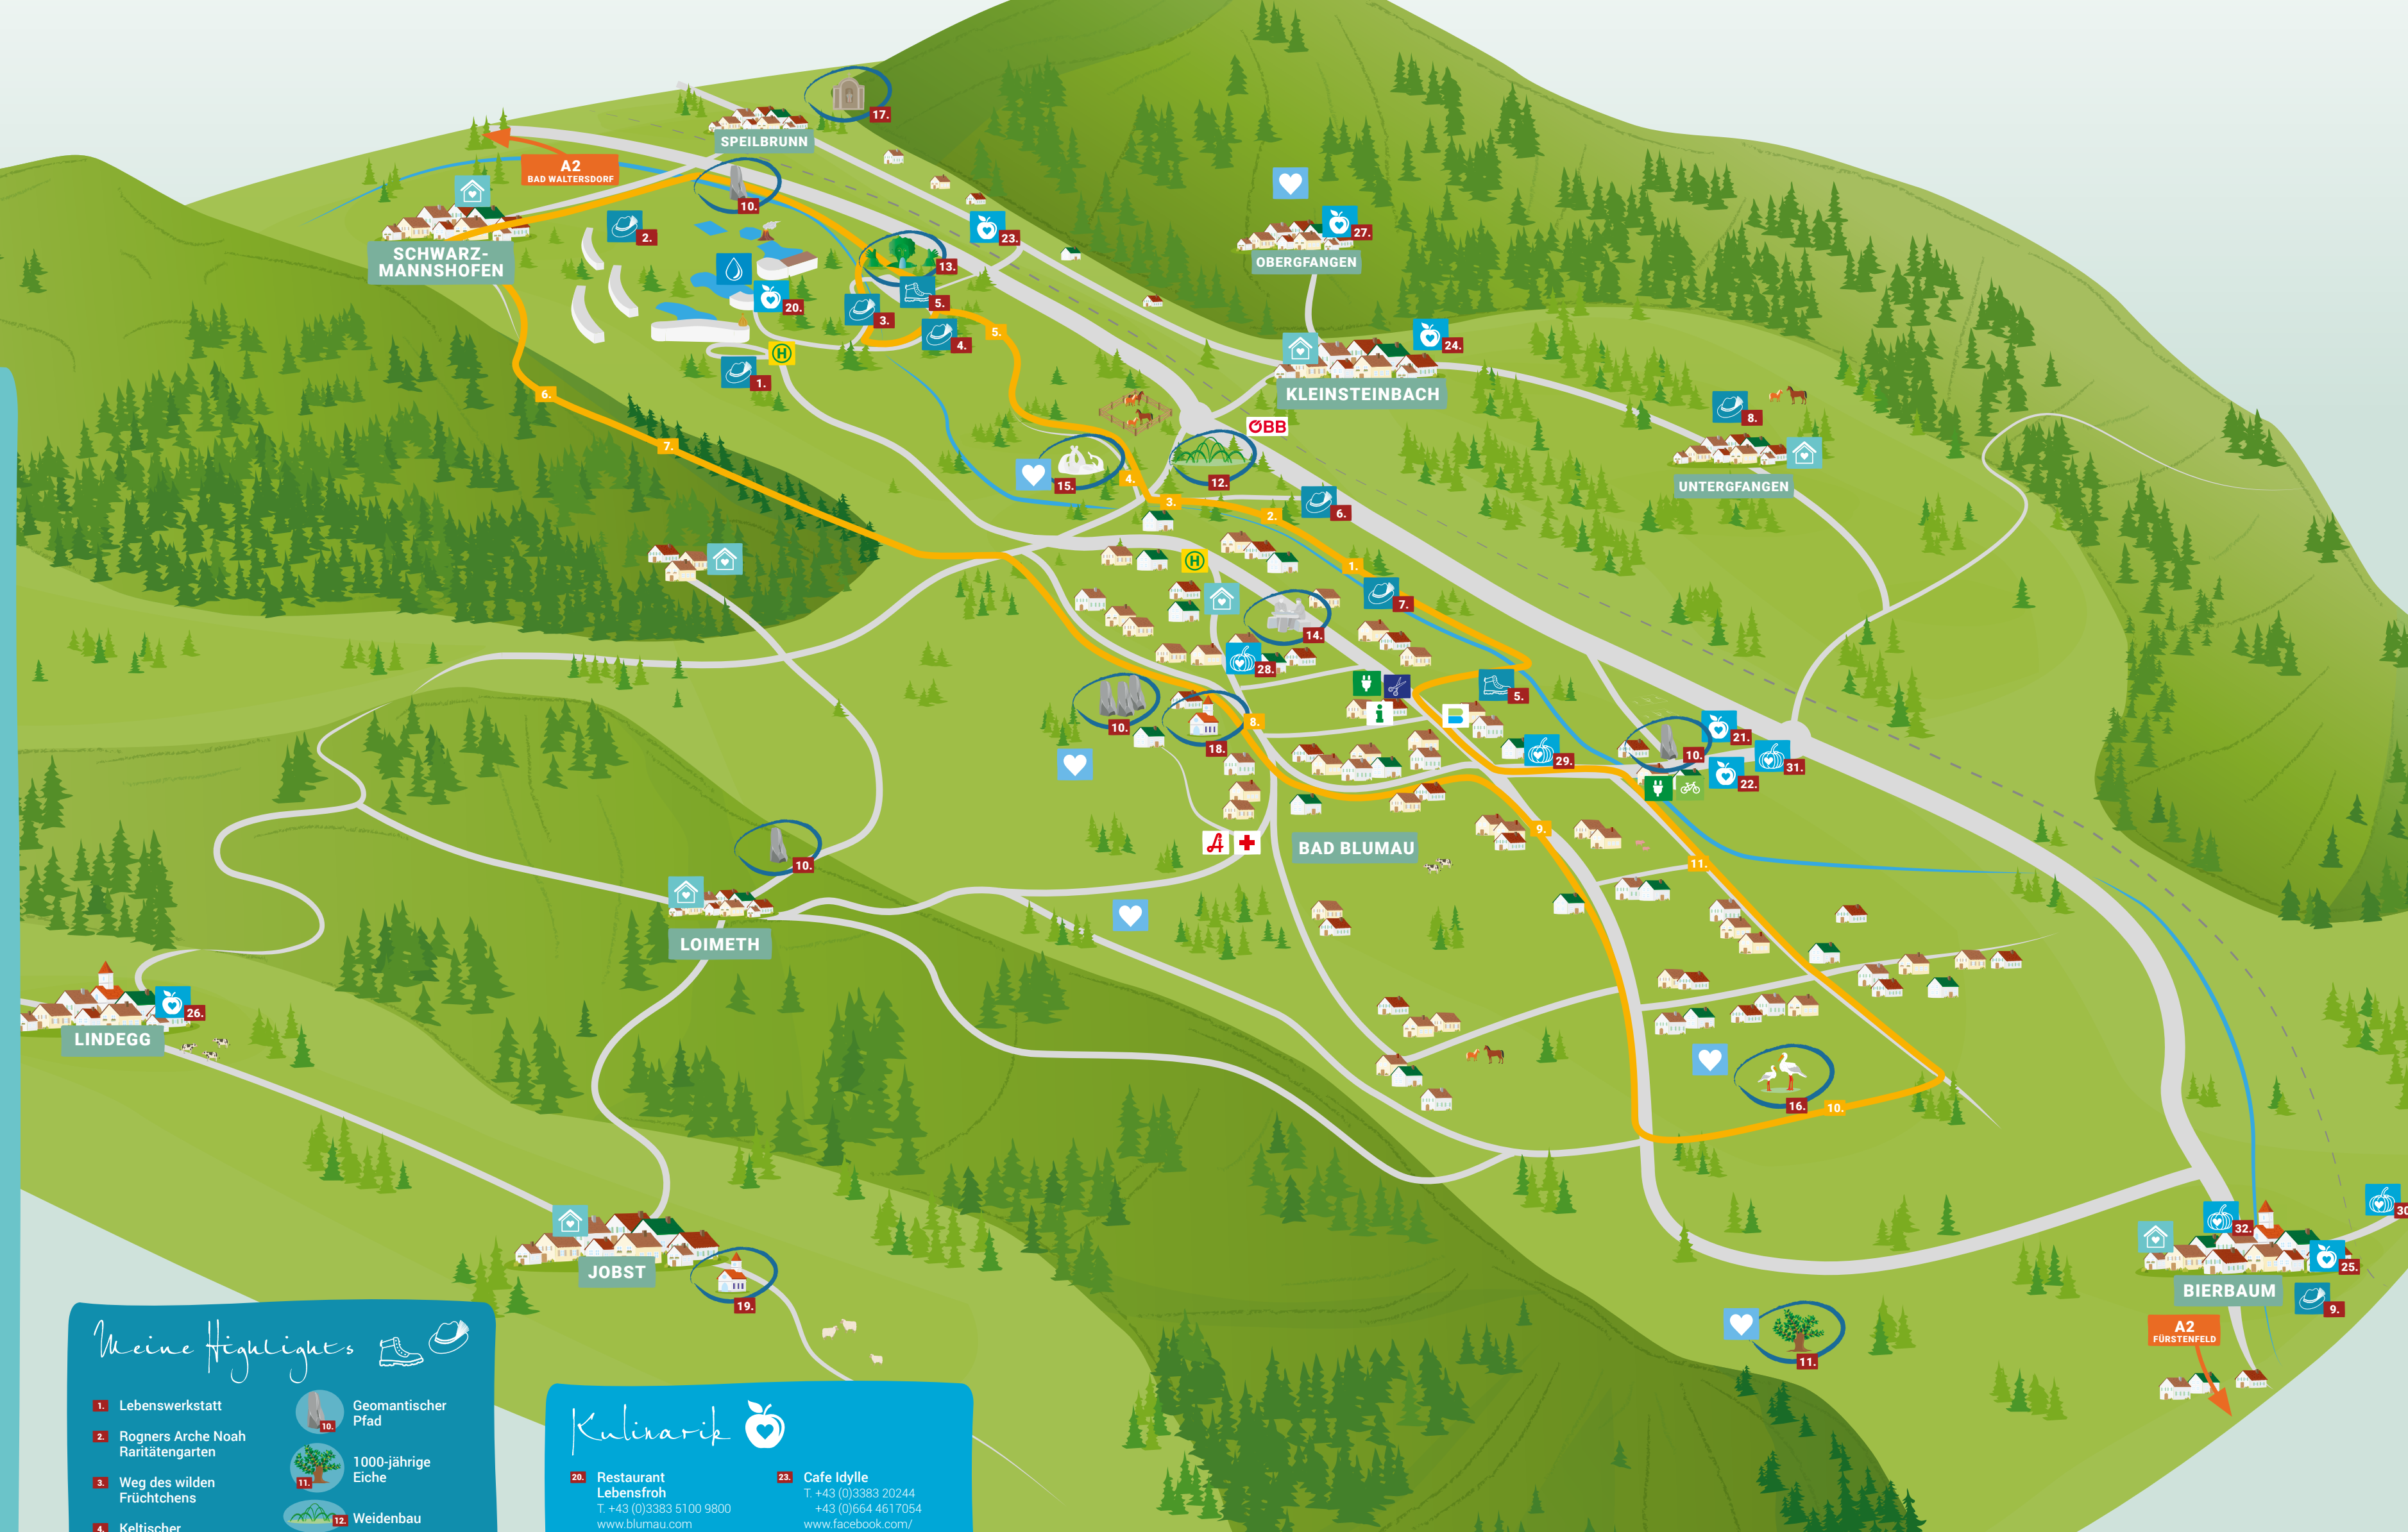 17.
SPEILBRUNN
A2
BAD WALTERSDORF
10.
27.
OBERGFANGEN
2.
23.
SCHWARZ-
MANNSHOFEN
13.
20.
5.
3.
4.
5.
H
1.
24.
KLEINSTEINBACH
6.
8.
ÖBB
7.
15.
4.
12.
UNTERGFANGEN
3.
2.
6.
H
1.
7.
14.
28.
5.
10.
18.
8.
i
B
29.
10.
21.
31.
22.
9.
A
BAD BLUMAU
10.
11.
LOIMETH
26.
LINDEGG
16.
10.
JOBST
19.
30
32.
25.
BIERBAUM
9.
A2
FÜRSTENFELD
11.
Meine Highlights
1. Lebenswerkstatt
2. Rogners Arche Noah
Raritätengarten
3. Weg des wilden
Früchtchens
4. Keltischer
10. Geomantischer
Pfad
11. 1000-jährige
Eiche
12. Weidenbau
Kulinarik
20. Restaurant
Lebensfroh
T. +43 (0)3383 5100 9800
www.blumau.com
23. Cafe Idylle
T. +43 (0)3383 20244
+43 (0)664 4617054
www.facebook.com/